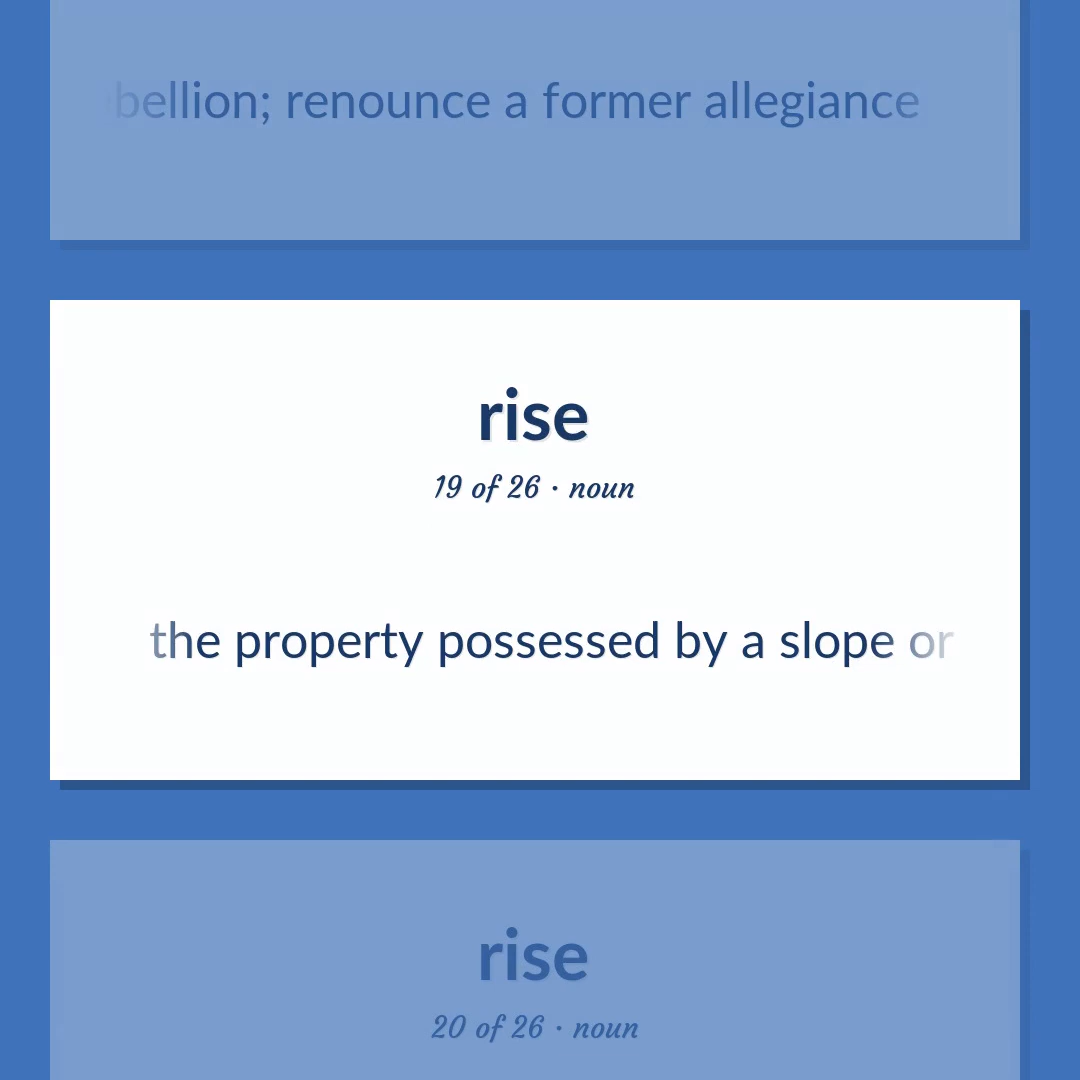 bellion; renounce a former allegiance
rise
19 of 26 · noun
the property possessed by a slope or
rise
20 of 26 · noun